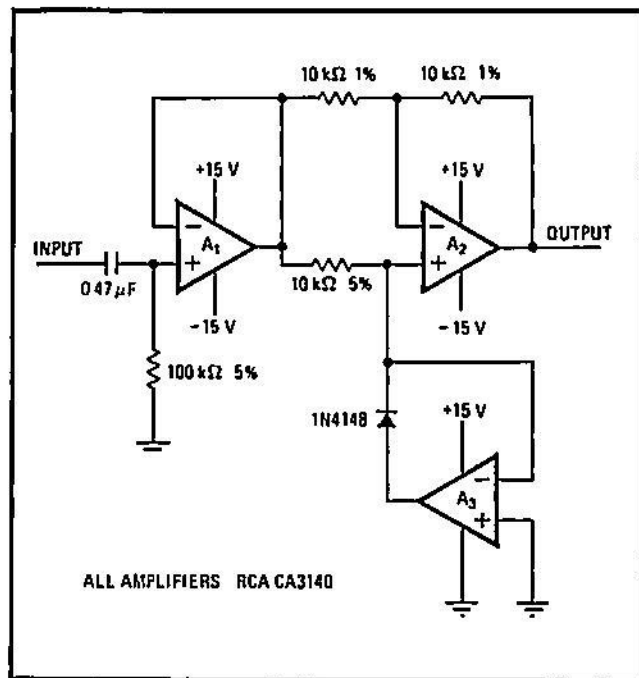 10 kΩ 1%
10 kΩ 1%
+15 V
+15 V
INPUT
−
A1
+
−
A2
+
OUTPUT
0.47 µF
10 kΩ 5%
−15 V
−15 V
100 kΩ 5%
1N4148
+15 V
−
A3
+
ALL AMPLIFIERS RCA CA3140